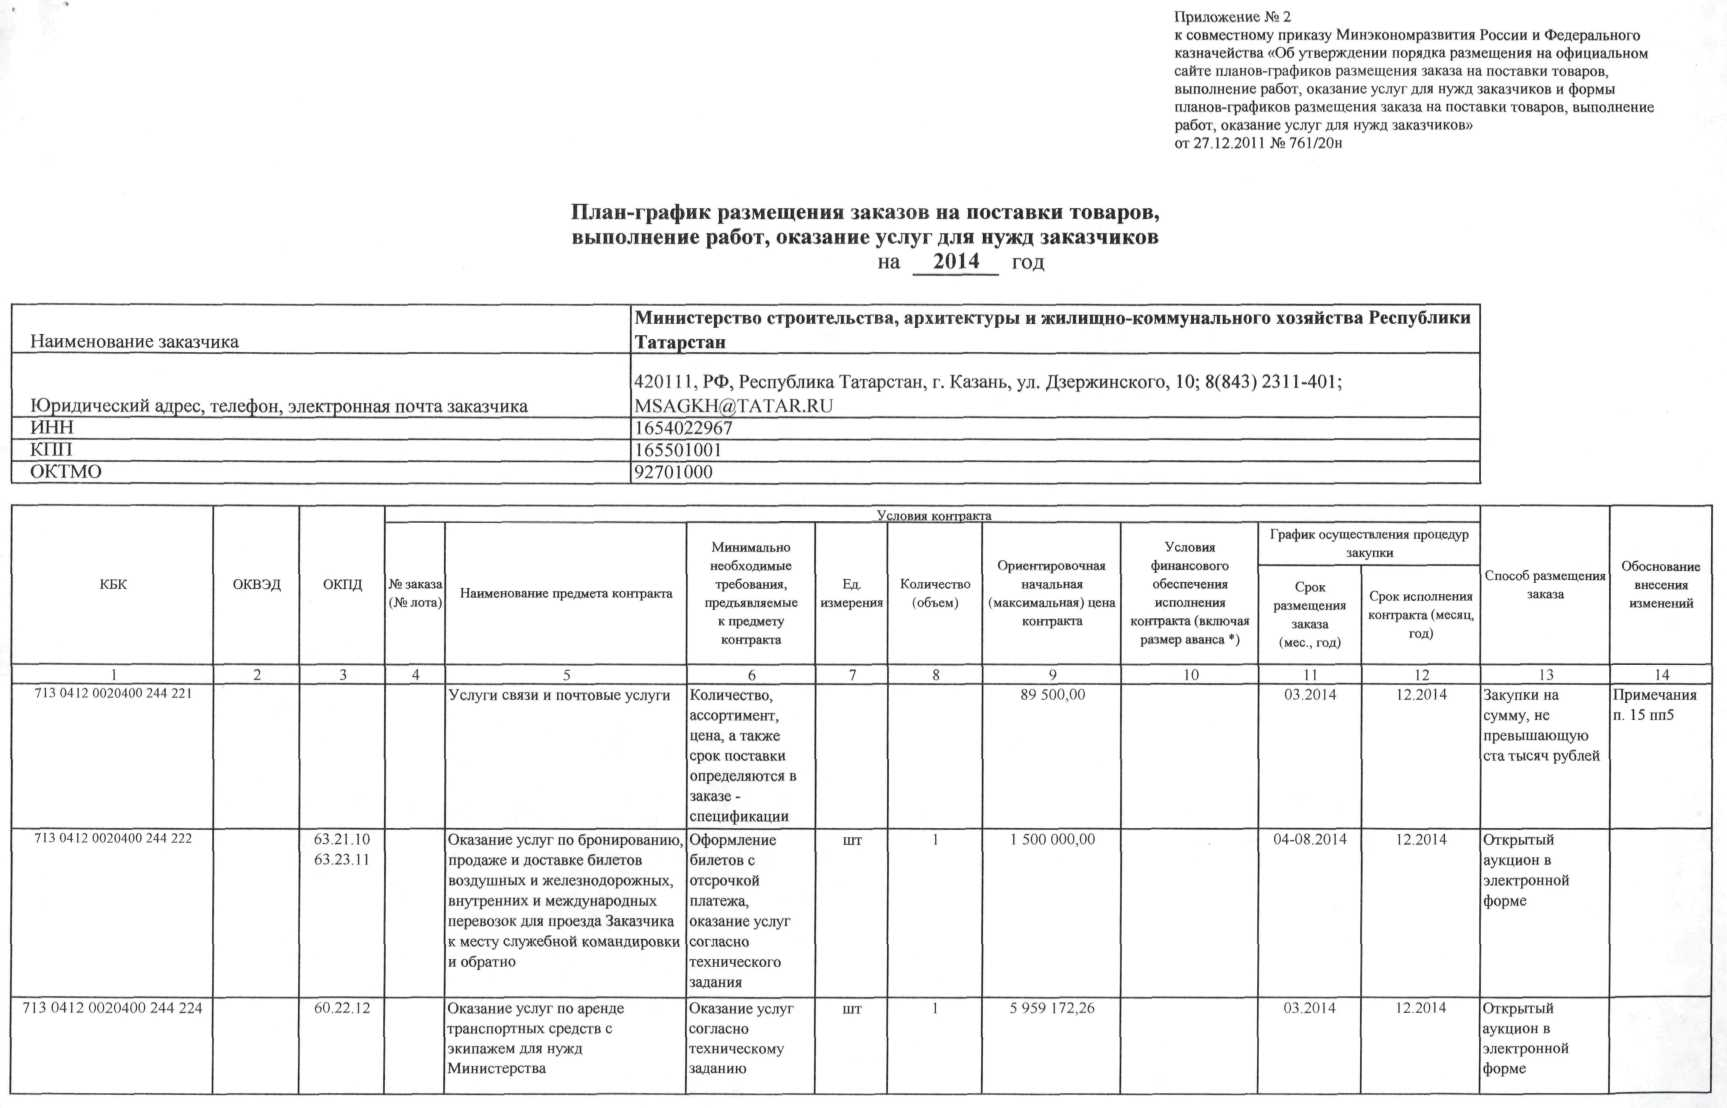 Приложение № 2
к совместному приказу Минэкономразвития России и Федерального
казначейства «Об утверждении порядка размещения на официальном
сайте планов-графиков размещения заказа на поставки товаров,
выполнение работ, оказание услуг для нужд заказчиков и формы
планов-графиков размещения заказа на поставки товаров, выполнение
работ, оказание услуг для нужд заказчиков»
от 27.12.2011 № 761/20н
План-график размещения заказов на поставки товаров,
выполнение работ, оказание услуг для нужд заказчиков
на 2014 год
Наименование заказчика
Министерство строительства, архитектуры и жилищно-коммунального хозяйства Республики
Татарстан
Юридический адрес, телефон, электронная почта заказчика
420111, РФ, Республика Татарстан, г. Казань, ул. Дзержинского, 10; 8(843) 2311-401;
MSAGKH@TATAR.RU
ИНН
1654022967
КПП
165501001
ОКТМО
92701000
КБК
ОКВЭД
ОКПД
Условия контракта
№ заказа
(№ лота)
Наименование предмета контракта
Минимально
необходимые
требования,
предъявляемые
к предмету
контракта
Ед.
измерения
Количество
(объем)
Ориентировочная
начальная
(максимальная) цена
контракта
Условия
финансового
обеспечения
исполнения
контракта (включая
размер аванса *)
График осуществления процедур
закупки
Срок
размещения
заказа
(мес., год)
Срок исполнения
контракта (месяц,
год)
Способ размещения
заказа
Обоснование
внесения
изменений
1 2 3 4 5 6 7 8 9 10 11 12 13 14
713 0412 0020400 244 221
Услуги связи и почтовые услуги
Количество,
ассортимент,
цена, а также
срок поставки
определяются в
заказе -
спецификации
89 500,00
03.2014
12.2014
Закупки на
сумму, не
превышающую
ста тысяч рублей
Примечания
п. 15 пп5
713 0412 0020400 244 222
63.21.10
63.23.11
Оказание услуг по бронированию,
продаже и доставке билетов
воздушных и железнодорожных,
внутренних и международных
перевозок для проезда Заказчика
к месту служебной командировки
и обратно
Оформление
билетов с
отсрочкой
платежа,
оказание услуг
согласно
технического
задания
шт
1
1 500 000,00
04-08.2014
12.2014
Открытый
аукцион в
электронной
форме
713 0412 0020400 244 224
60.22.12
Оказание услуг по аренде
транспортных средств с
экипажем для нужд
Министерства
Оказание услуг
согласно
техническому
заданию
шт
1
5 959 172,26
03.2014
12.2014
Открытый
аукцион в
электронной
форме